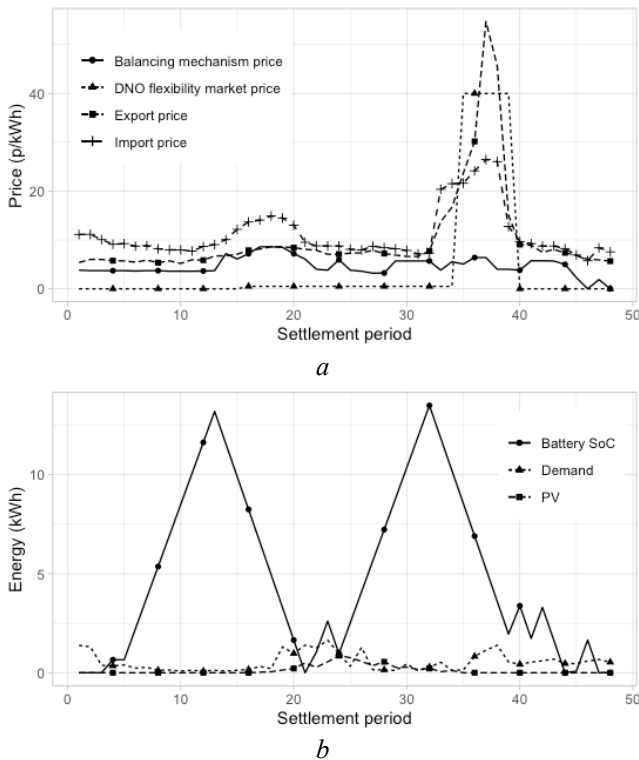 Price (p/kWh)
40
20
0
Balancing mechanism price
DNO flexibility market price
Export price
Import price
0 10 20 30 40 50
Settlement period
a
Energy (kWh)
10
5
0
Battery SoC
Demand
PV
0 10 20 30 40 50
Settlement period
b